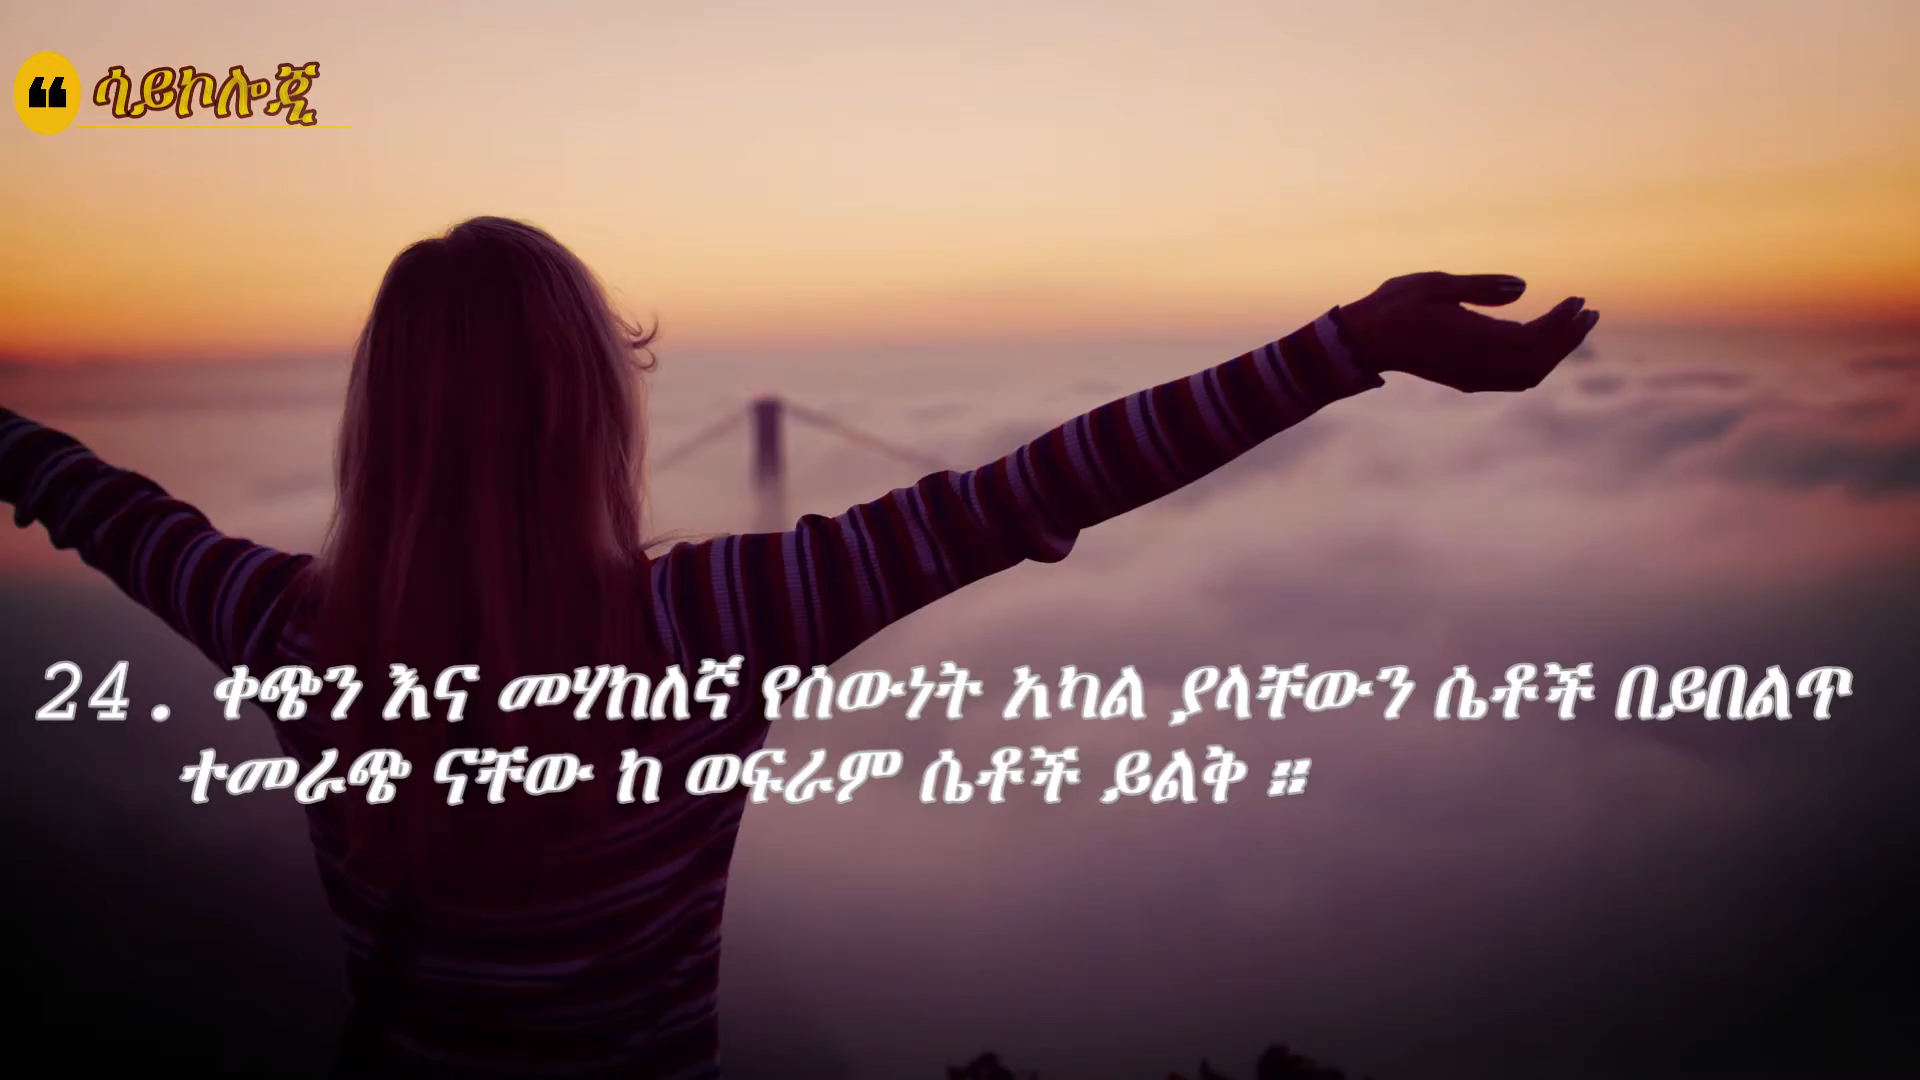 ❝ ሳይኮሎጂ
24. ቀጭን እና መሃከለኛ የሰውነት አካል ያላቸውን ሴቶች በይበልጥ
ተመራጭ ናቸው ከ ወፍራም ሴቶች ይልቅ ።